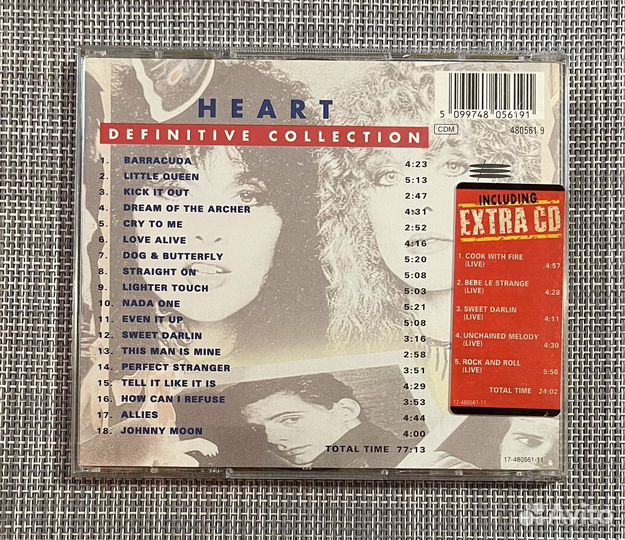 HEART
DEFINITIVE COLLECTION
1. BARRACUDA 4:23
2. LITTLE QUEEN 5:13
3. KICK IT OUT 2:47
4. DREAM OF THE ARCHER 4:31
5. CRY TO ME 2:52
6. LOVE ALIVE 4:16
7. DOG & BUTTERFLY 5:20
8. STRAIGHT ON 5:08
9. LIGHTER TOUCH 5:03
10. NADA ONE 5:21
11. EVEN IT UP 5:08
12. SWEET DARLIN 3:16
13. THIS MAN IS MINE 2:58
14. PERFECT STRANGER 3:51
15. TELL IT LIKE IT IS 4:29
16. HOW CAN I REFUSE 3:53
17. ALLIES 4:44
18. JOHNNY MOON 4:00
TOTAL TIME 77:13
5 099748 056191
CDM 480561 9
INCLUDING
EXTRA CD
1. COOK WITH FIRE
(LIVE) 4:57
2. BEBE LE STRANGE
(LIVE) 4:28
3. SWEET DARLIN
(LIVE) 4:11
4. UNCHAINED MELODY
(LIVE) 4:30
5. ROCK AND ROLL
(LIVE) 5:56
TOTAL TIME 24:02
17-480561-11
17-480561-11
Avito